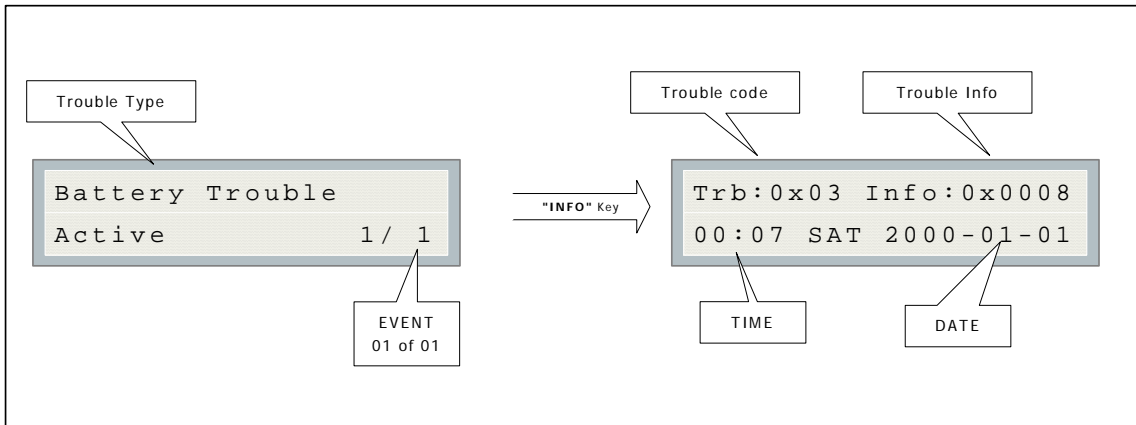 Trouble Type
Battery Trouble
Active 1/ 1
EVENT
01 of 01
"INFO" Key
Trouble code
Trouble Info
Trb:0x03 Info:0x0008
00:07 SAT 2000-01-01
TIME
DATE